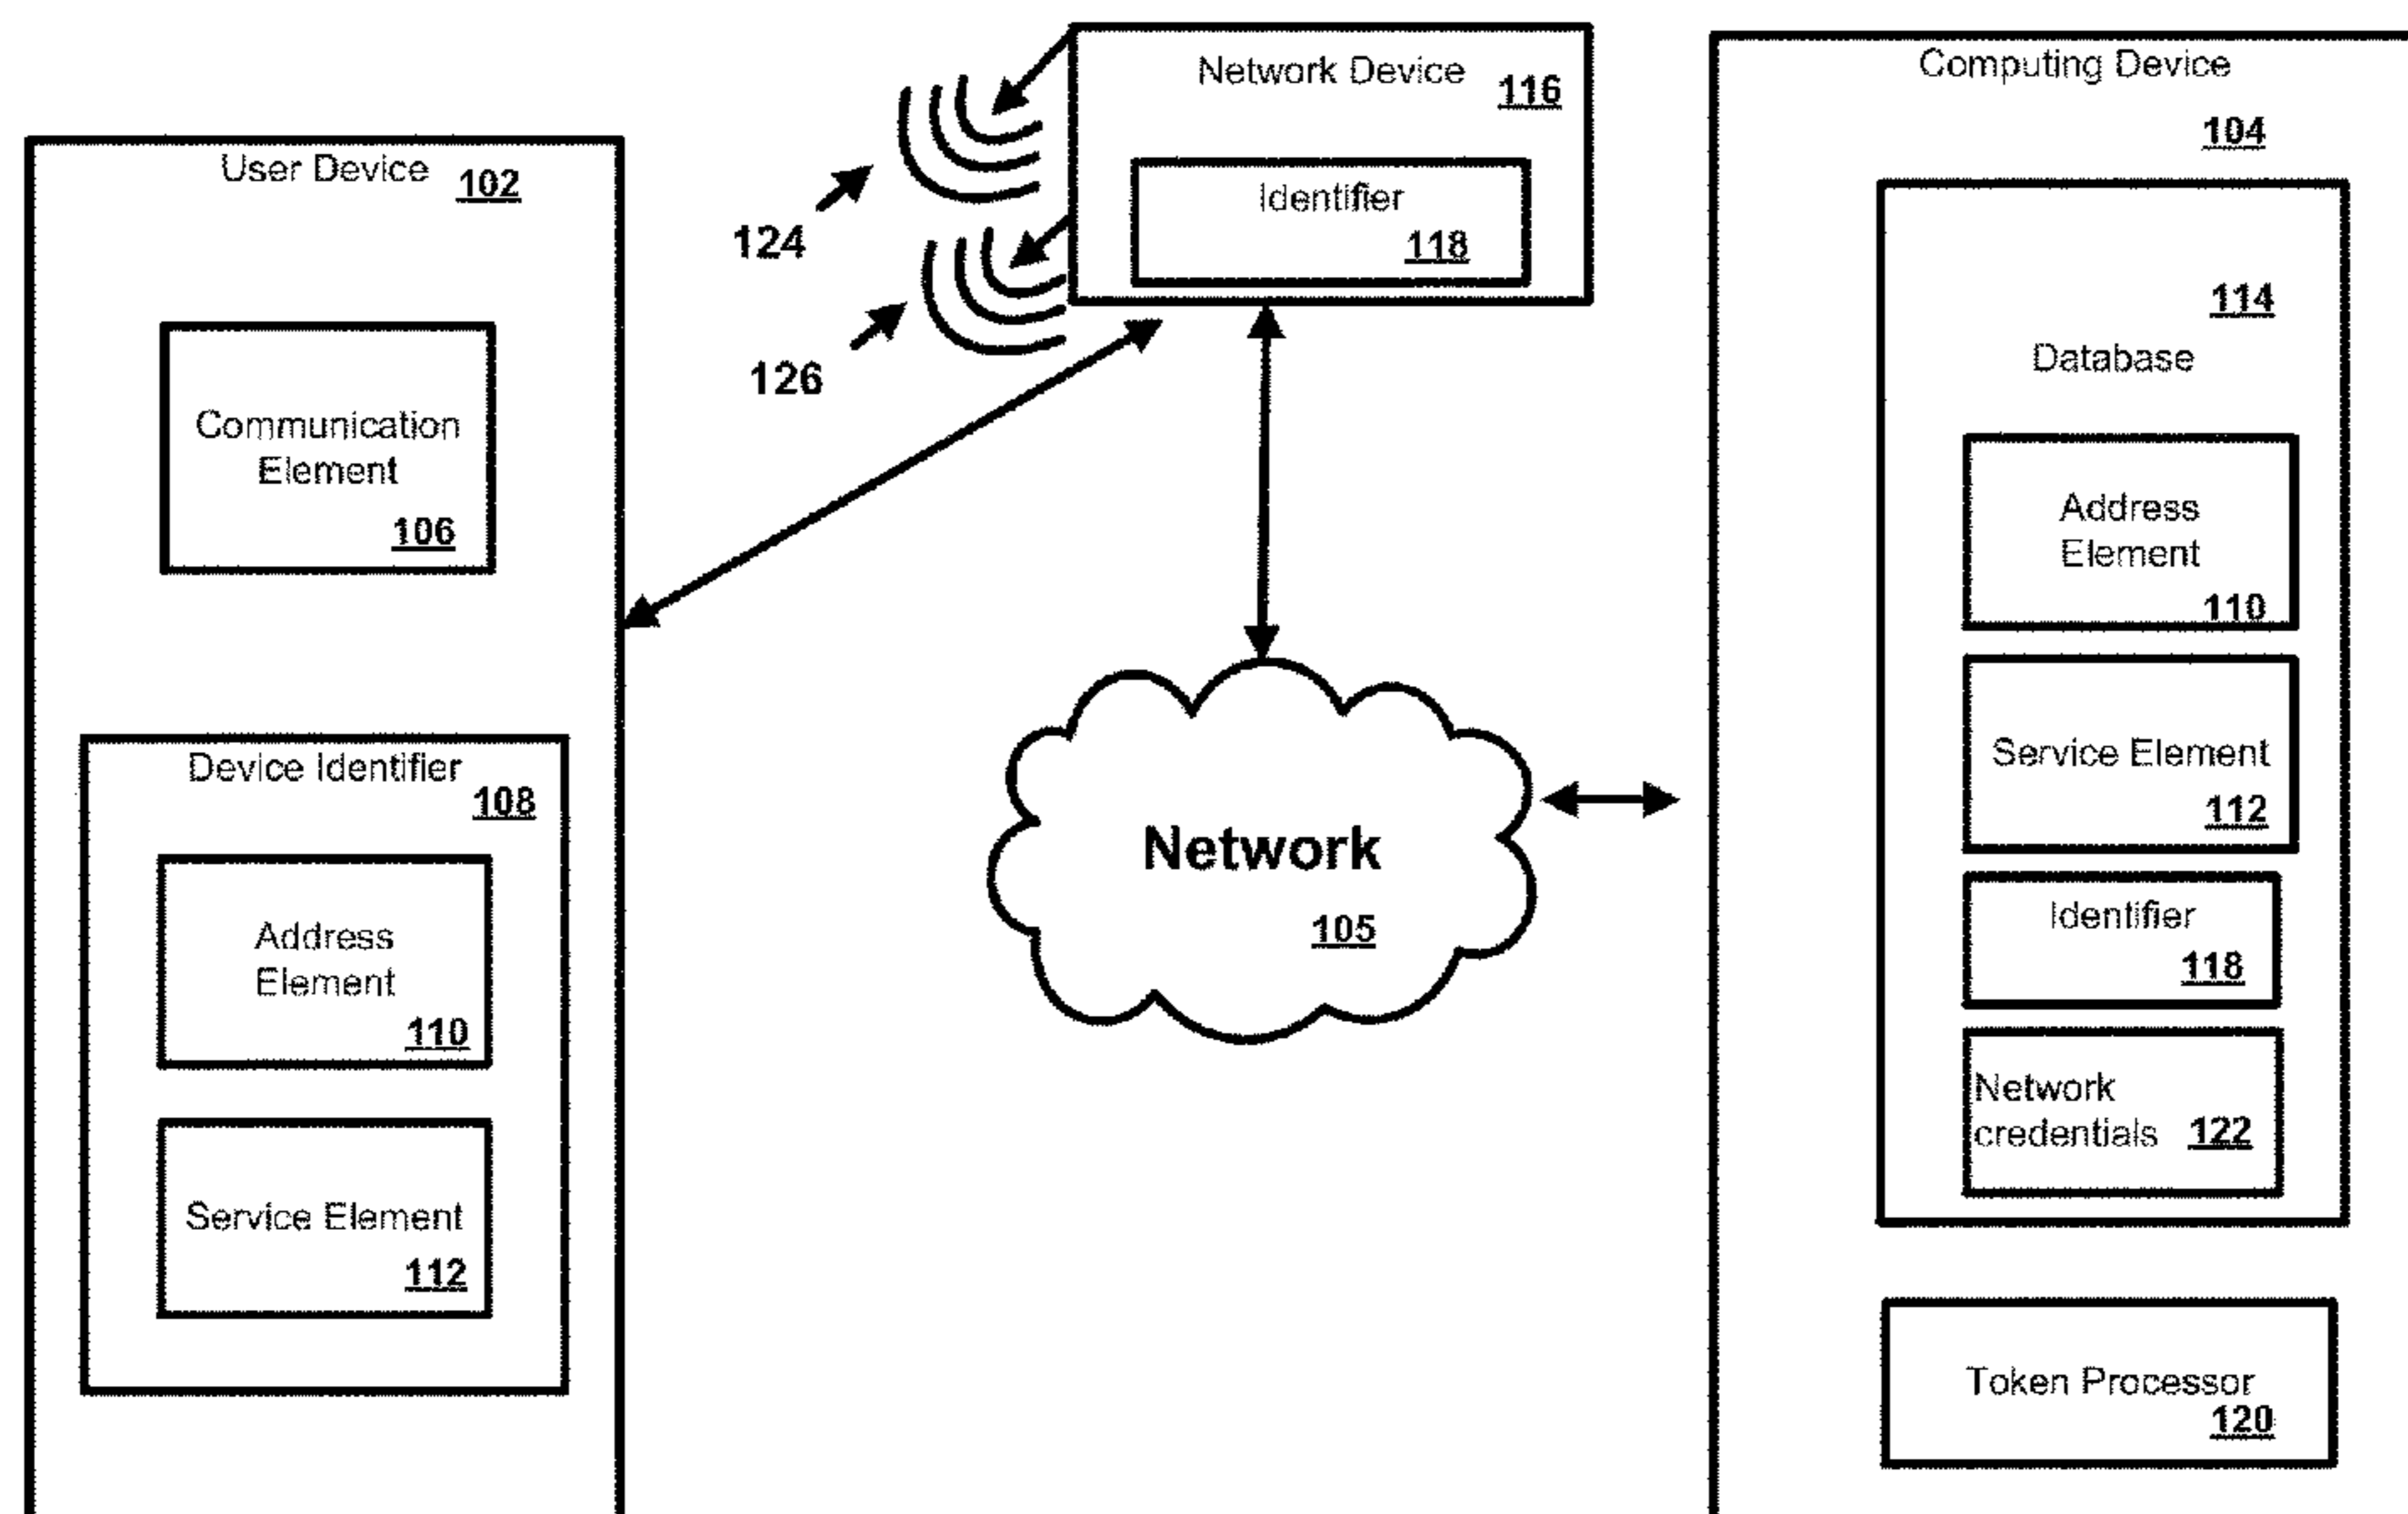 User Device 102
Communication
Element
106
Device Identifier
108
Address
Element
110
Service Element
112
124
126
Network Device
116
Identifier
118
Network
105
Computing Device
104
114
Database
Address
Element
110
Service Element
112
Identifier
118
Network
credentials 122
Token Processor
120